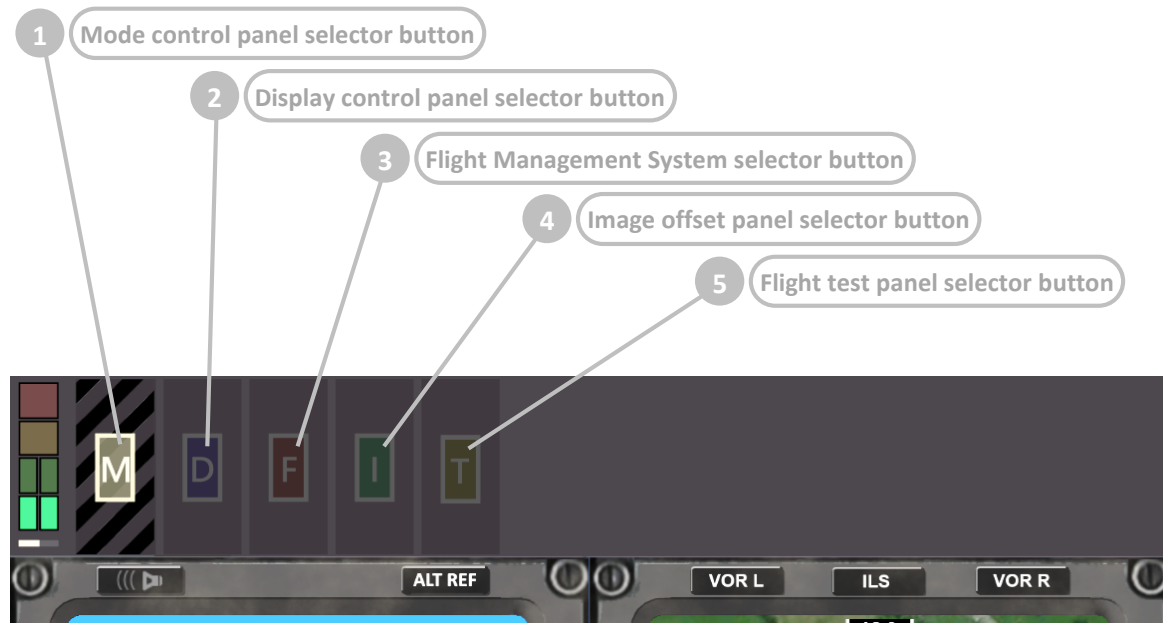 1 Mode control panel selector button
2 Display control panel selector button
3 Flight Management System selector button
4 Image offset panel selector button
5 Flight test panel selector button
M D F I T
ALT REF VOR L ILS VOR R